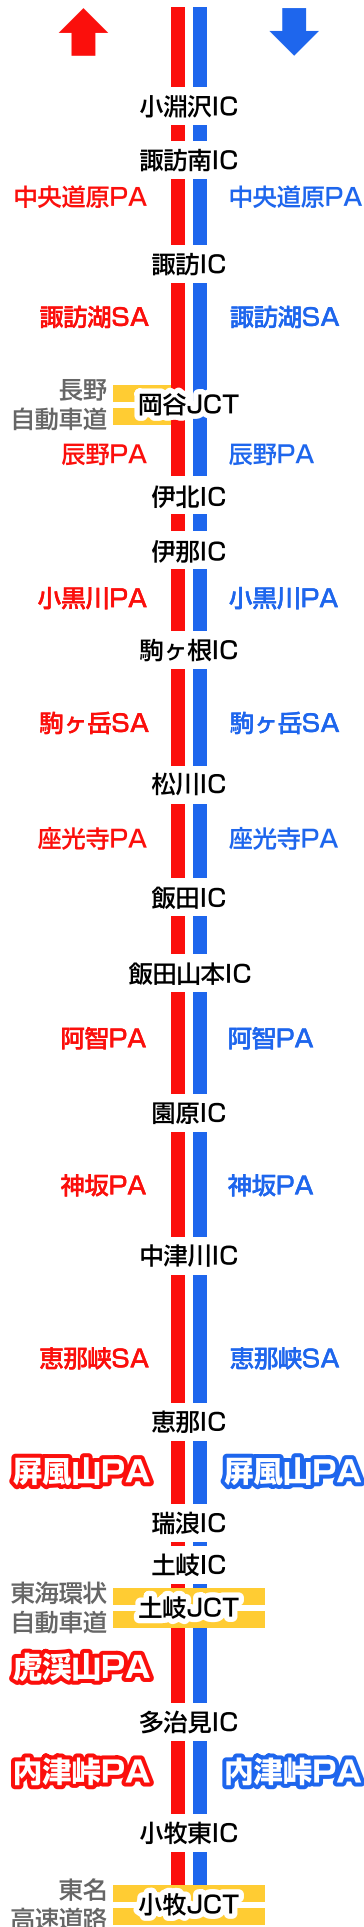 小淵沢IC
諏訪南IC
中央道原PA 中央道原PA
諏訪IC
諏訪湖SA 諏訪湖SA
長野
自動車道
岡谷JCT
辰野PA 辰野PA
伊北IC
伊那IC
小黒川PA 小黒川PA
駒ヶ根IC
駒ヶ岳SA 駒ヶ岳SA
松川IC
座光寺PA 座光寺PA
飯田IC
飯田山本IC
阿智PA 阿智PA
園原IC
神坂PA 神坂PA
中津川IC
恵那峡SA 恵那峡SA
恵那IC
屏風山PA 屏風山PA
瑞浪IC
土岐IC
東海環状
自動車道
土岐JCT
虎渓山PA
多治見IC
内津峠PA 内津峠PA
小牧東IC
東名
高速道路
小牧JCT